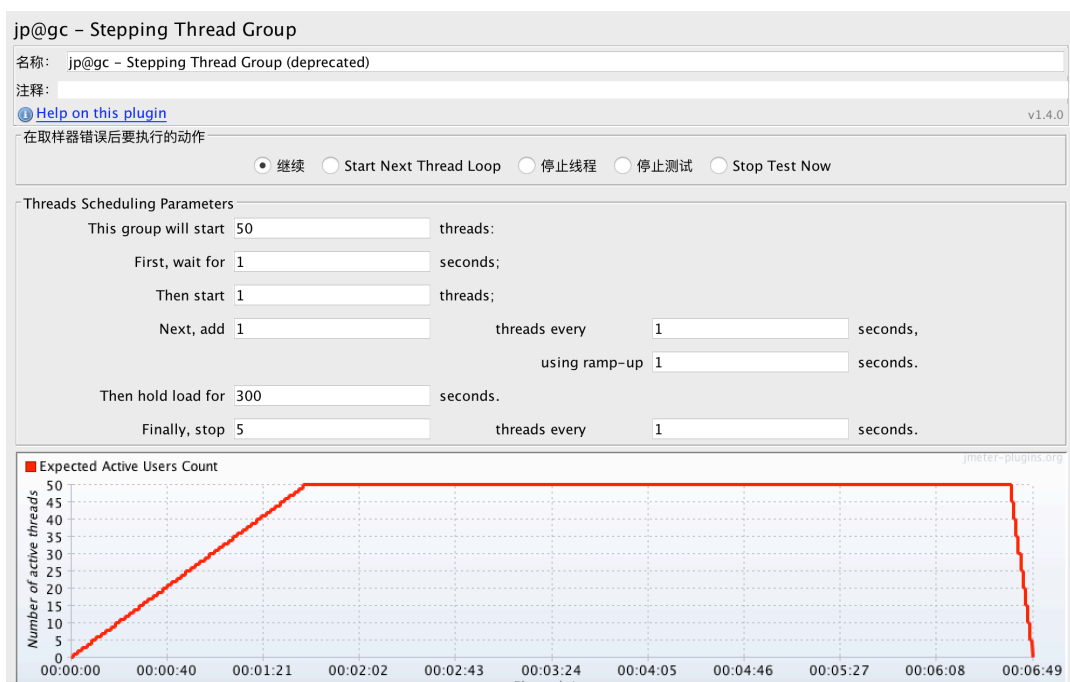 jp@gc - Stepping Thread Group
名称: jp@gc - Stepping Thread Group (deprecated)
注释:
Help on this plugin v1.4.0
在取样器错误后要执行的动作
继续 Start Next Thread Loop 停止线程 停止测试 Stop Test Now
Threads Scheduling Parameters
This group will start 50 threads:
First, wait for 1 seconds;
Then start 1 threads;
Next, add 1 threads every 1 seconds,
using ramp-up 1 seconds.
Then hold load for 300 seconds.
Finally, stop 5 threads every 1 seconds.
jmeter-plugins.org
Expected Active Users Count
Number of active threads
50
45
40
35
30
25
20
15
10
5
0
00:00:00 00:00:40 00:01:21 00:02:02 00:02:43 00:03:24 00:04:05 00:04:46 00:05:27 00:06:08 00:06:49